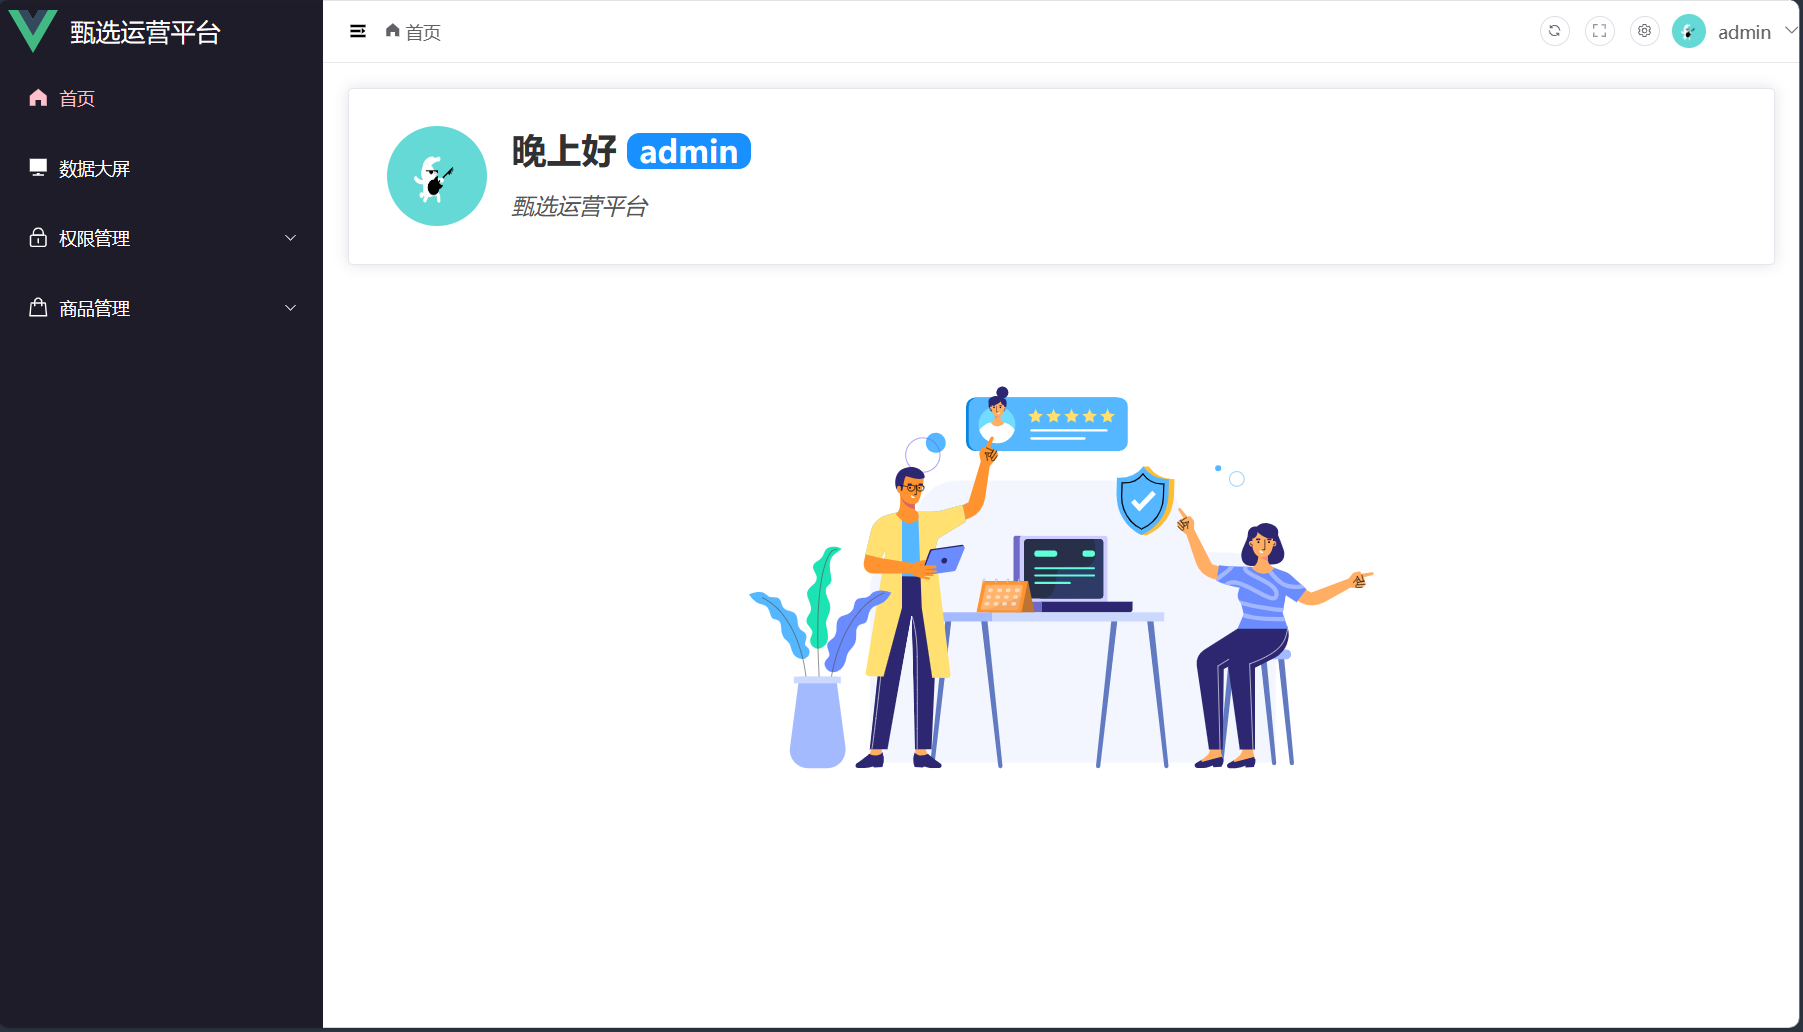 甄选运营平台
首页
数据大屏
权限管理
商品管理
首页
admin
晚上好 admin
甄选运营平台